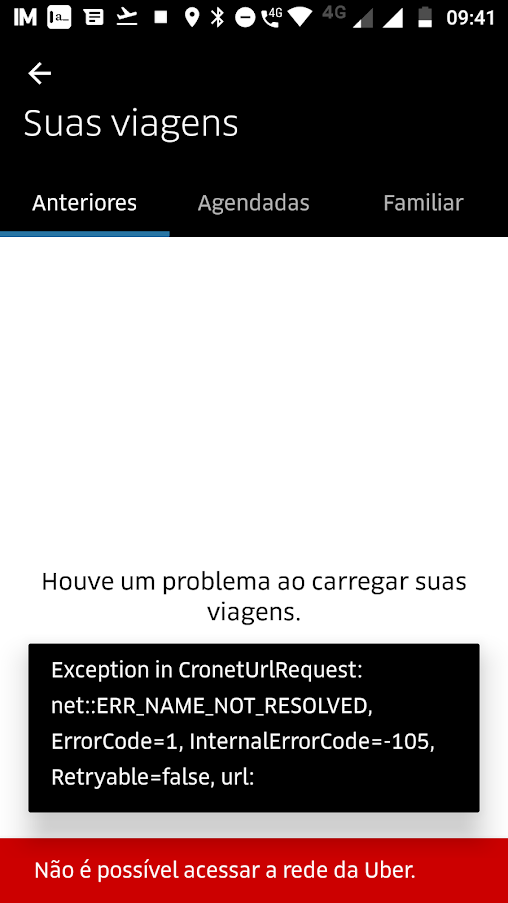 IM 4G 4G 09:41
Suas viagens
Anteriores Agendadas Familiar
Houve um problema ao carregar suas
viagens.
Exception in CronetUrlRequest:
net::ERR_NAME_NOT_RESOLVED,
ErrorCode=1, InternalErrorCode=-105,
Retryable=false, url:
Não é possível acessar a rede da Uber.